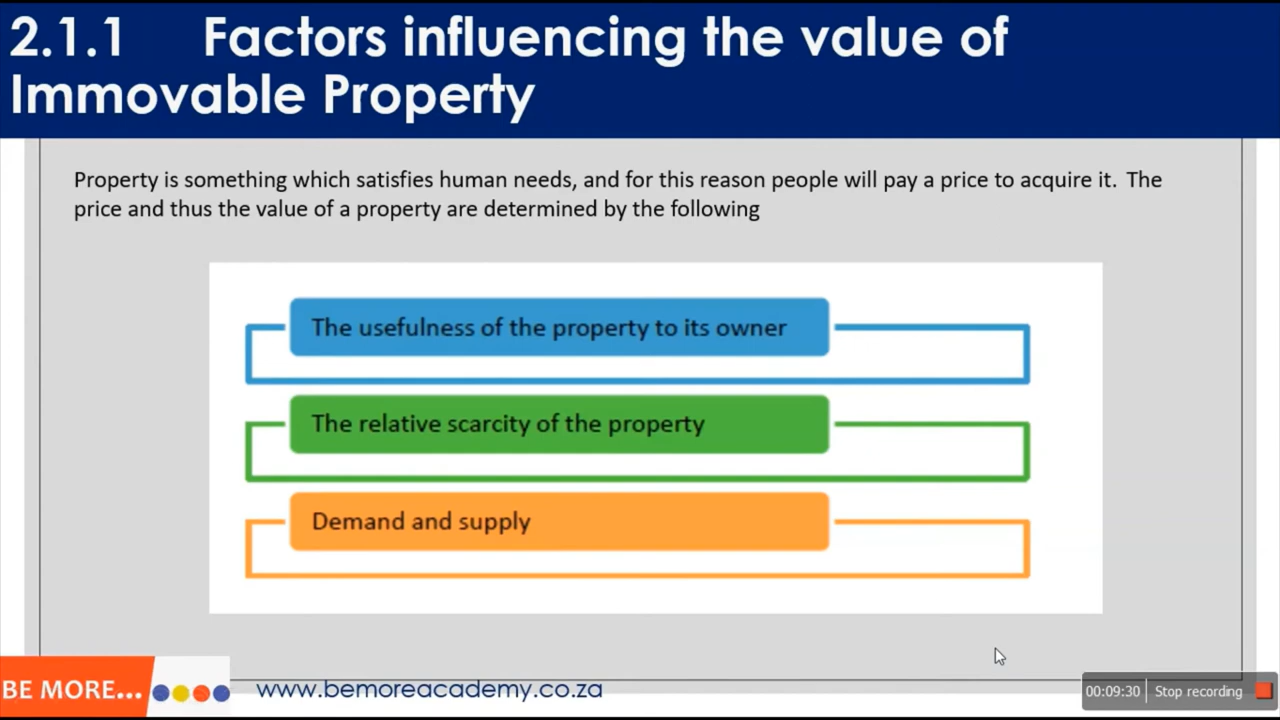 2.1.1 Factors influencing the value of
Immovable Property
Property is something which satisfies human needs, and for this reason people will pay a price to acquire it. The
price and thus the value of a property are determined by the following
The usefulness of the property to its owner
The relative scarcity of the property
Demand and supply
BE MORE...
www.bemoreacademy.co.za
00:09:30 Stop recording